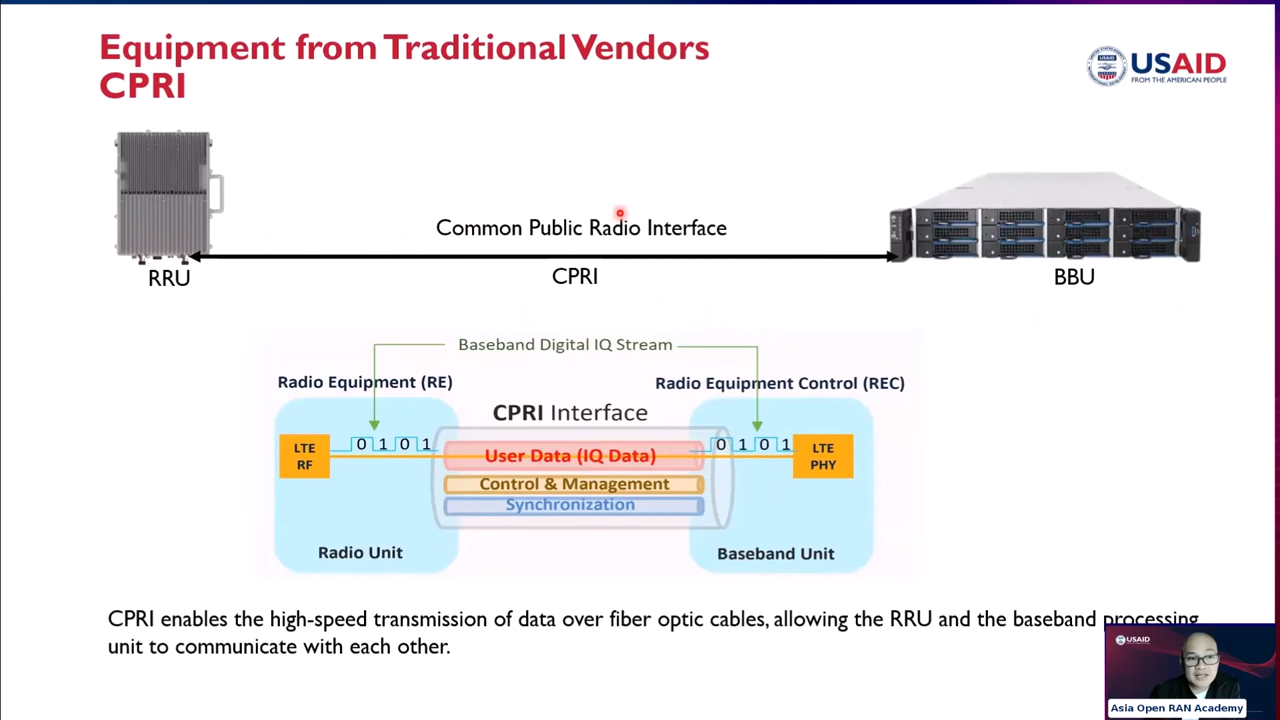 Equipment from Traditional Vendors
CPRI
USAID
FROM THE AMERICAN PEOPLE
Common Public Radio Interface
RRU
CPRI
BBU
Baseband Digital IQ Stream
Radio Equipment (RE)
Radio Equipment Control (REC)
CPRI Interface
LTE
RF
0 1 0 1
User Data (IQ Data)
0 1 0 1
LTE
PHY
Control & Management
Synchronization
Radio Unit
Baseband Unit
CPRI enables the high-speed transmission of data over fiber optic cables, allowing the RRU and the baseband processing
unit to communicate with each other.
USAID
Asia Open RAN Academy